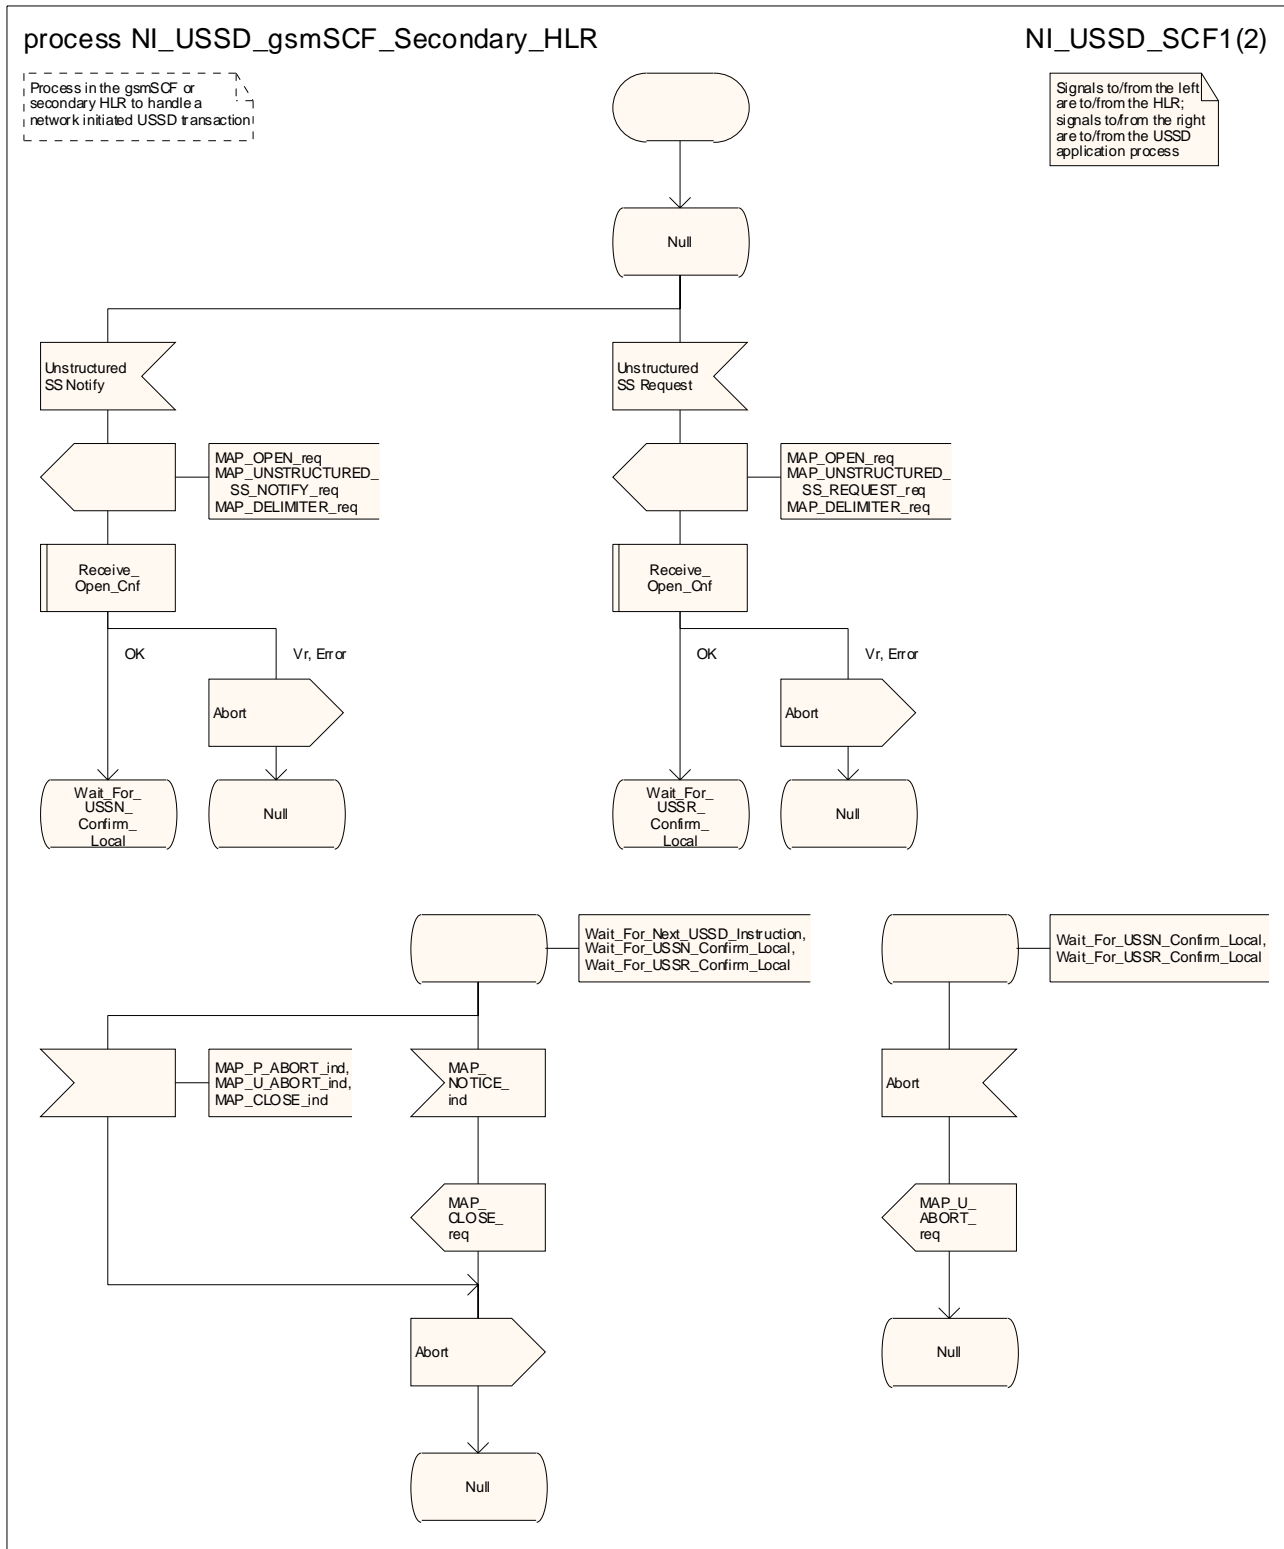 process NI_USSD_gsmSCF_Secondary_HLR
NI_USSD_SCF1(2)
Process in the gsmSCF or
secondary HLR to handle a
network initiated USSD transaction
Signals to/from the left
are to/from the HLR;
signals to/from the right
are to/from the USSD
application process
Null
Unstructured
SS Notify
Unstructured
SS Request
MAP_OPEN_req
MAP_UNSTRUCTURED_
SS_NOTIFY_req
MAP_DELIMITER_req
MAP_OPEN_req
MAP_UNSTRUCTURED_
SS_REQUEST_req
MAP_DELIMITER_req
Receive_
Open_Cnf
Receive_
Open_Cnf
OK
Vr, Error
OK
Vr, Error
Abort
Abort
Wait_For_
USSN_
Confirm_
Local
Null
Wait_For_
USSR_
Confirm_
Local
Null
Wait_For_Next_USSD_Instruction,
Wait_For_USSN_Confirm_Local,
Wait_For_USSR_Confirm_Local
Wait_For_USSN_Confirm_Local,
Wait_For_USSR_Confirm_Local
MAP_P_ABORT_ind,
MAP_U_ABORT_ind,
MAP_CLOSE_ind
MAP_
NOTICE_
ind
Abort
MAP_
CLOSE_
req
MAP_U_
ABORT_
req
Abort
Null
Null